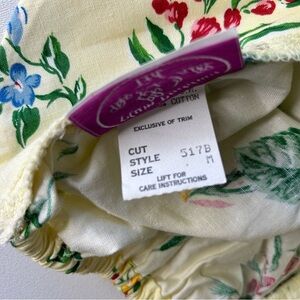 COTTON
EXCLUSIVE OF TRIM
CUT
STYLE 517B
SIZE M
LIFT FOR
CARE INSTRUCTIONS